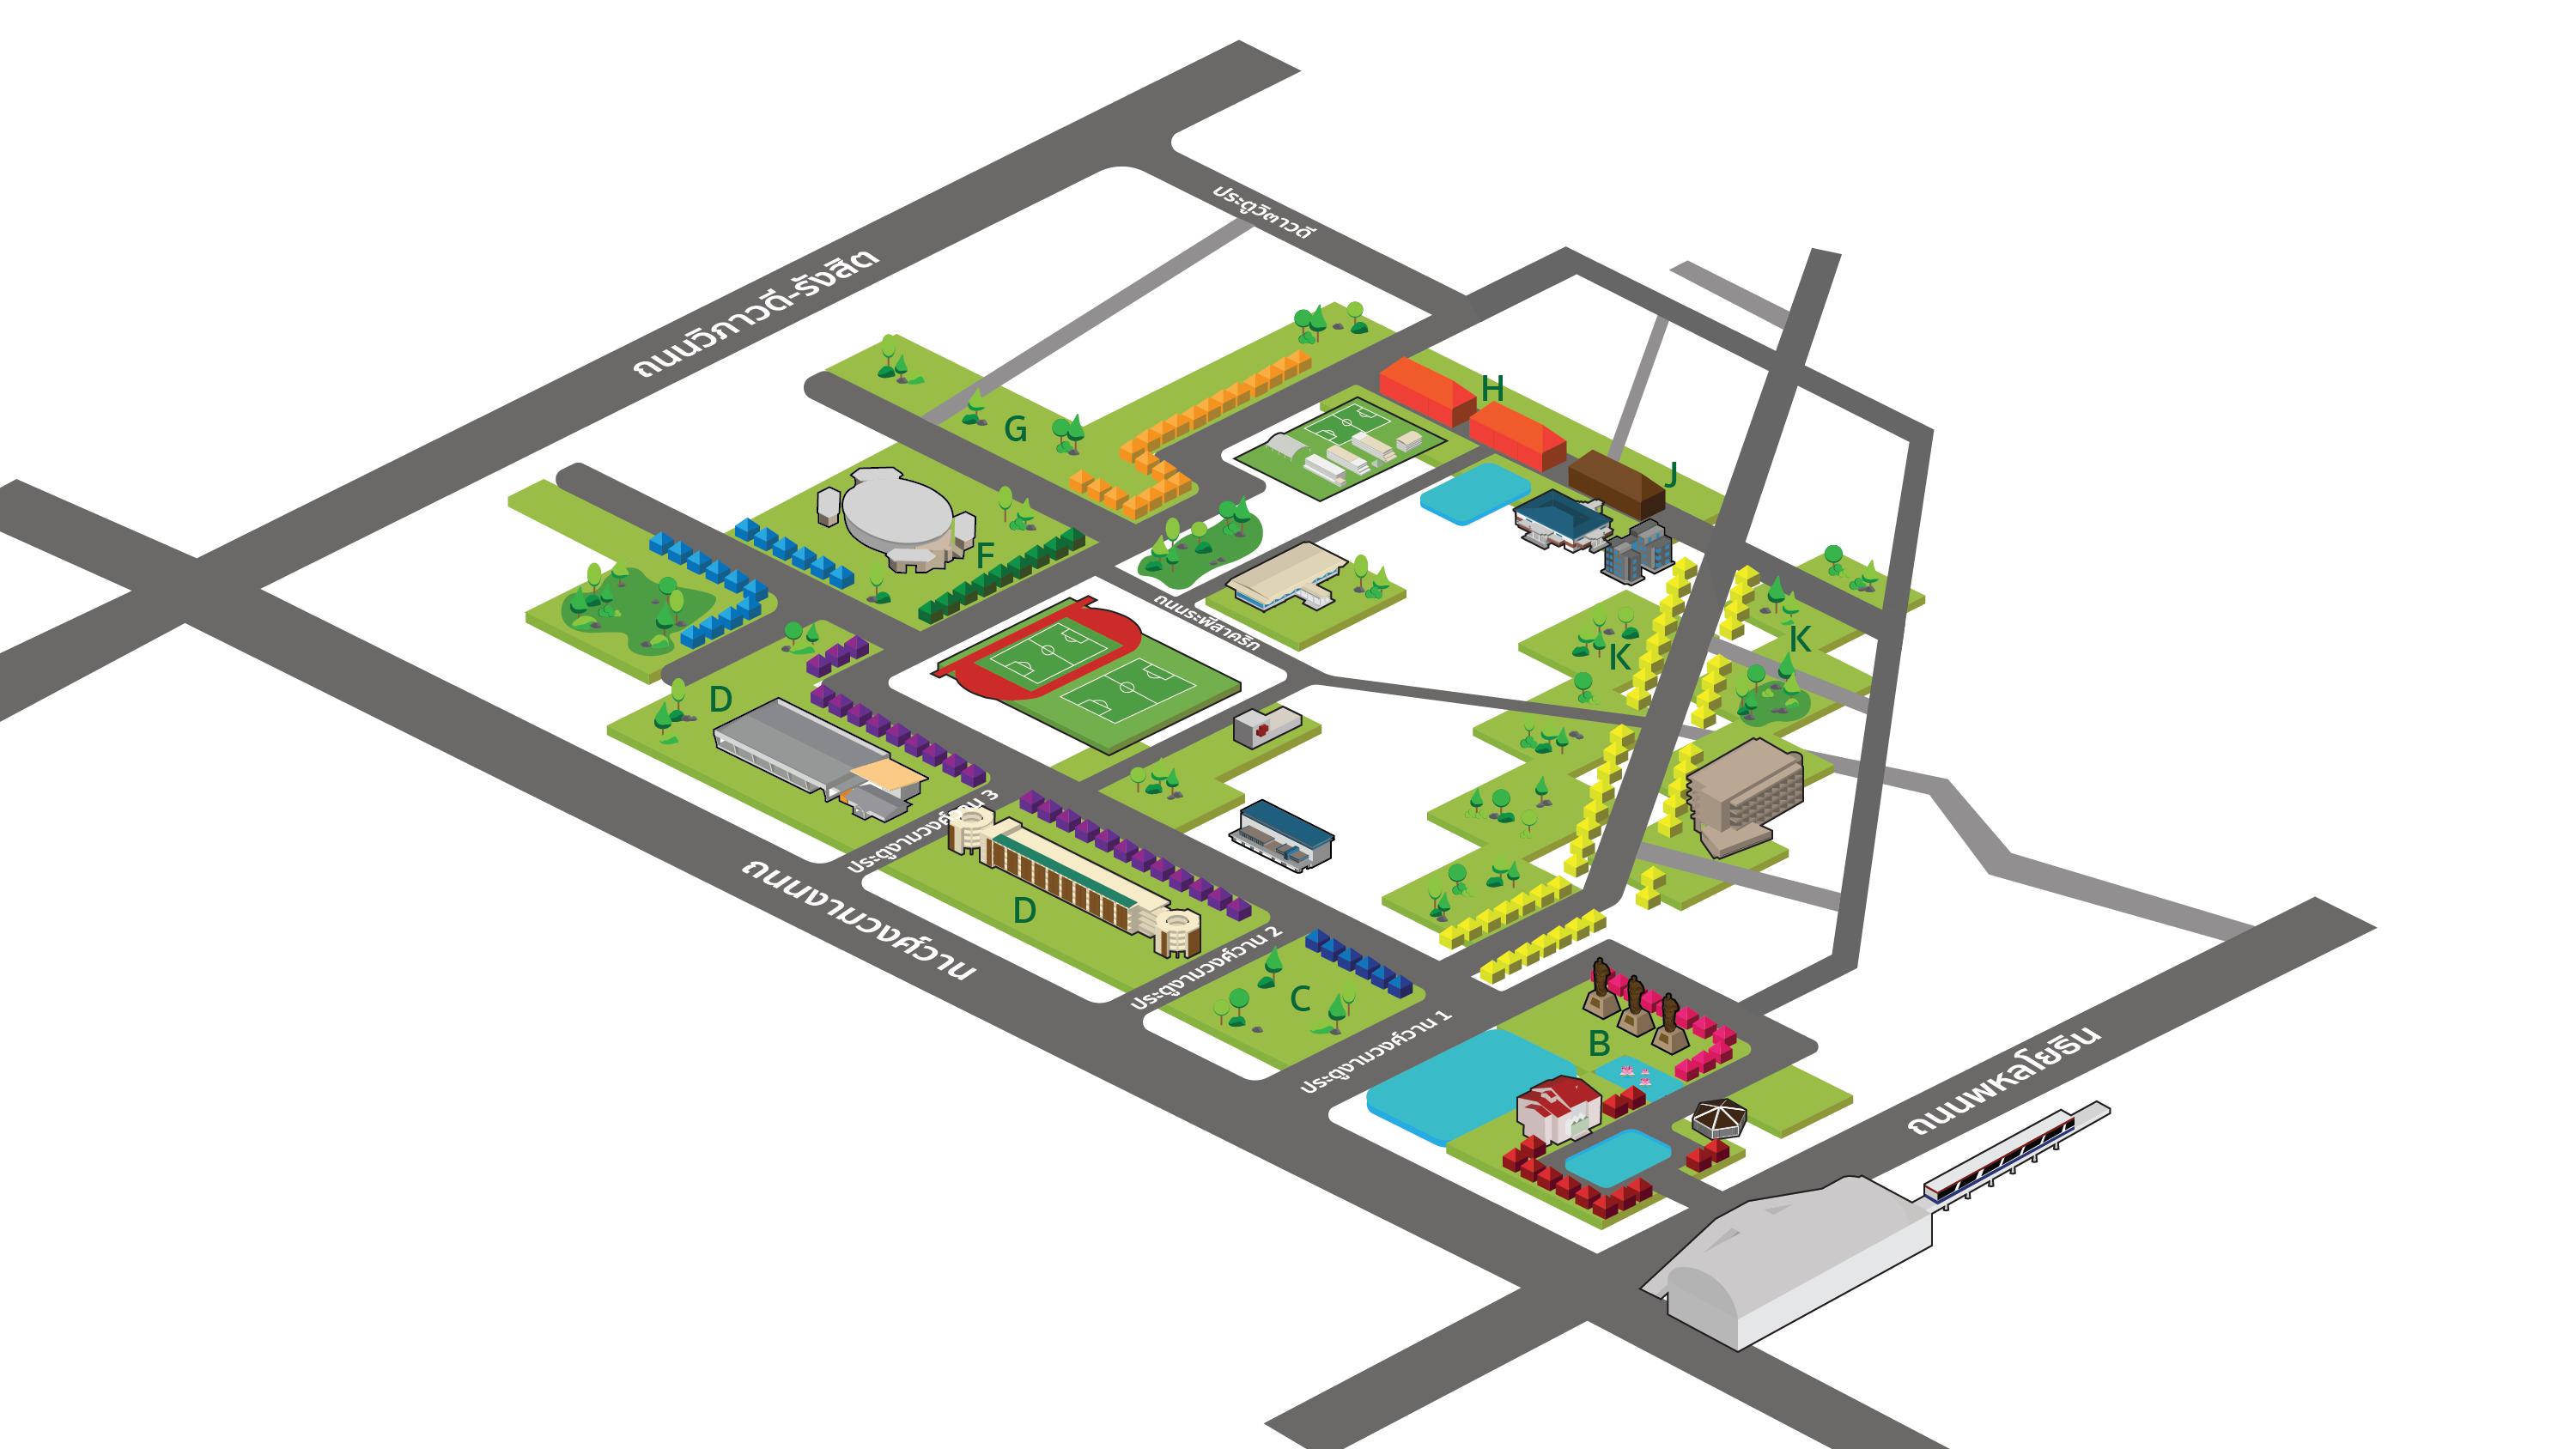 ประตูวิภาวดี
ถนนวิภาวดี-รังสิต
H
G
J
F
ถนนระพีสาคริก
K
K
D
ประตูงามวงศ์วาน 3
D
ถนนงามวงศ์วาน
ประตูงามวงศ์วาน 2
C
ประตูงามวงศ์วาน 1
B
ถนนพหลโยธิน